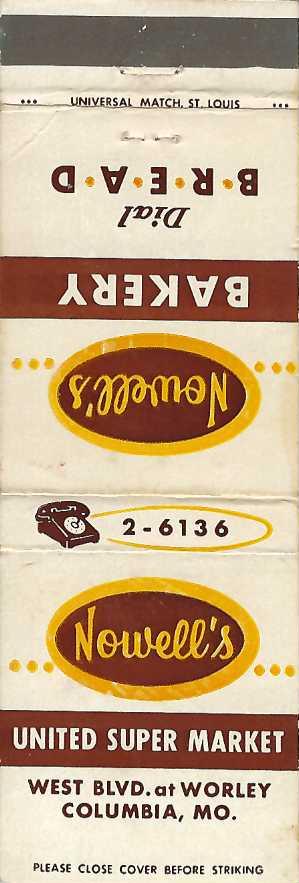 UNIVERSAL MATCH, ST. LOUIS
Dial
B·R·E·A·D
BAKERY
Nowell's
2-6136
Nowell's
UNITED SUPER MARKET
WEST BLVD. at WORLEY
COLUMBIA, MO.
PLEASE CLOSE COVER BEFORE STRIKING